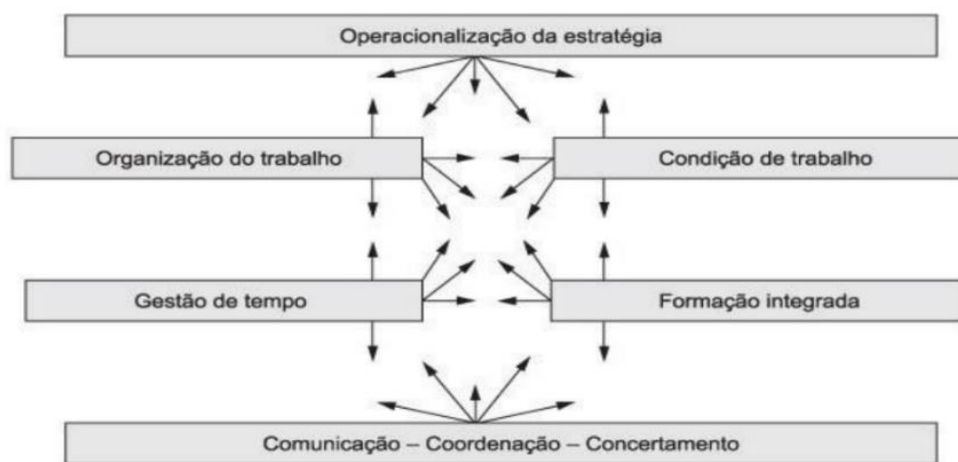 Operacionalização da estratégia
Organização do trabalho
Condição de trabalho
Gestão de tempo
Formação integrada
Comunicação – Coordenação – Concertamento